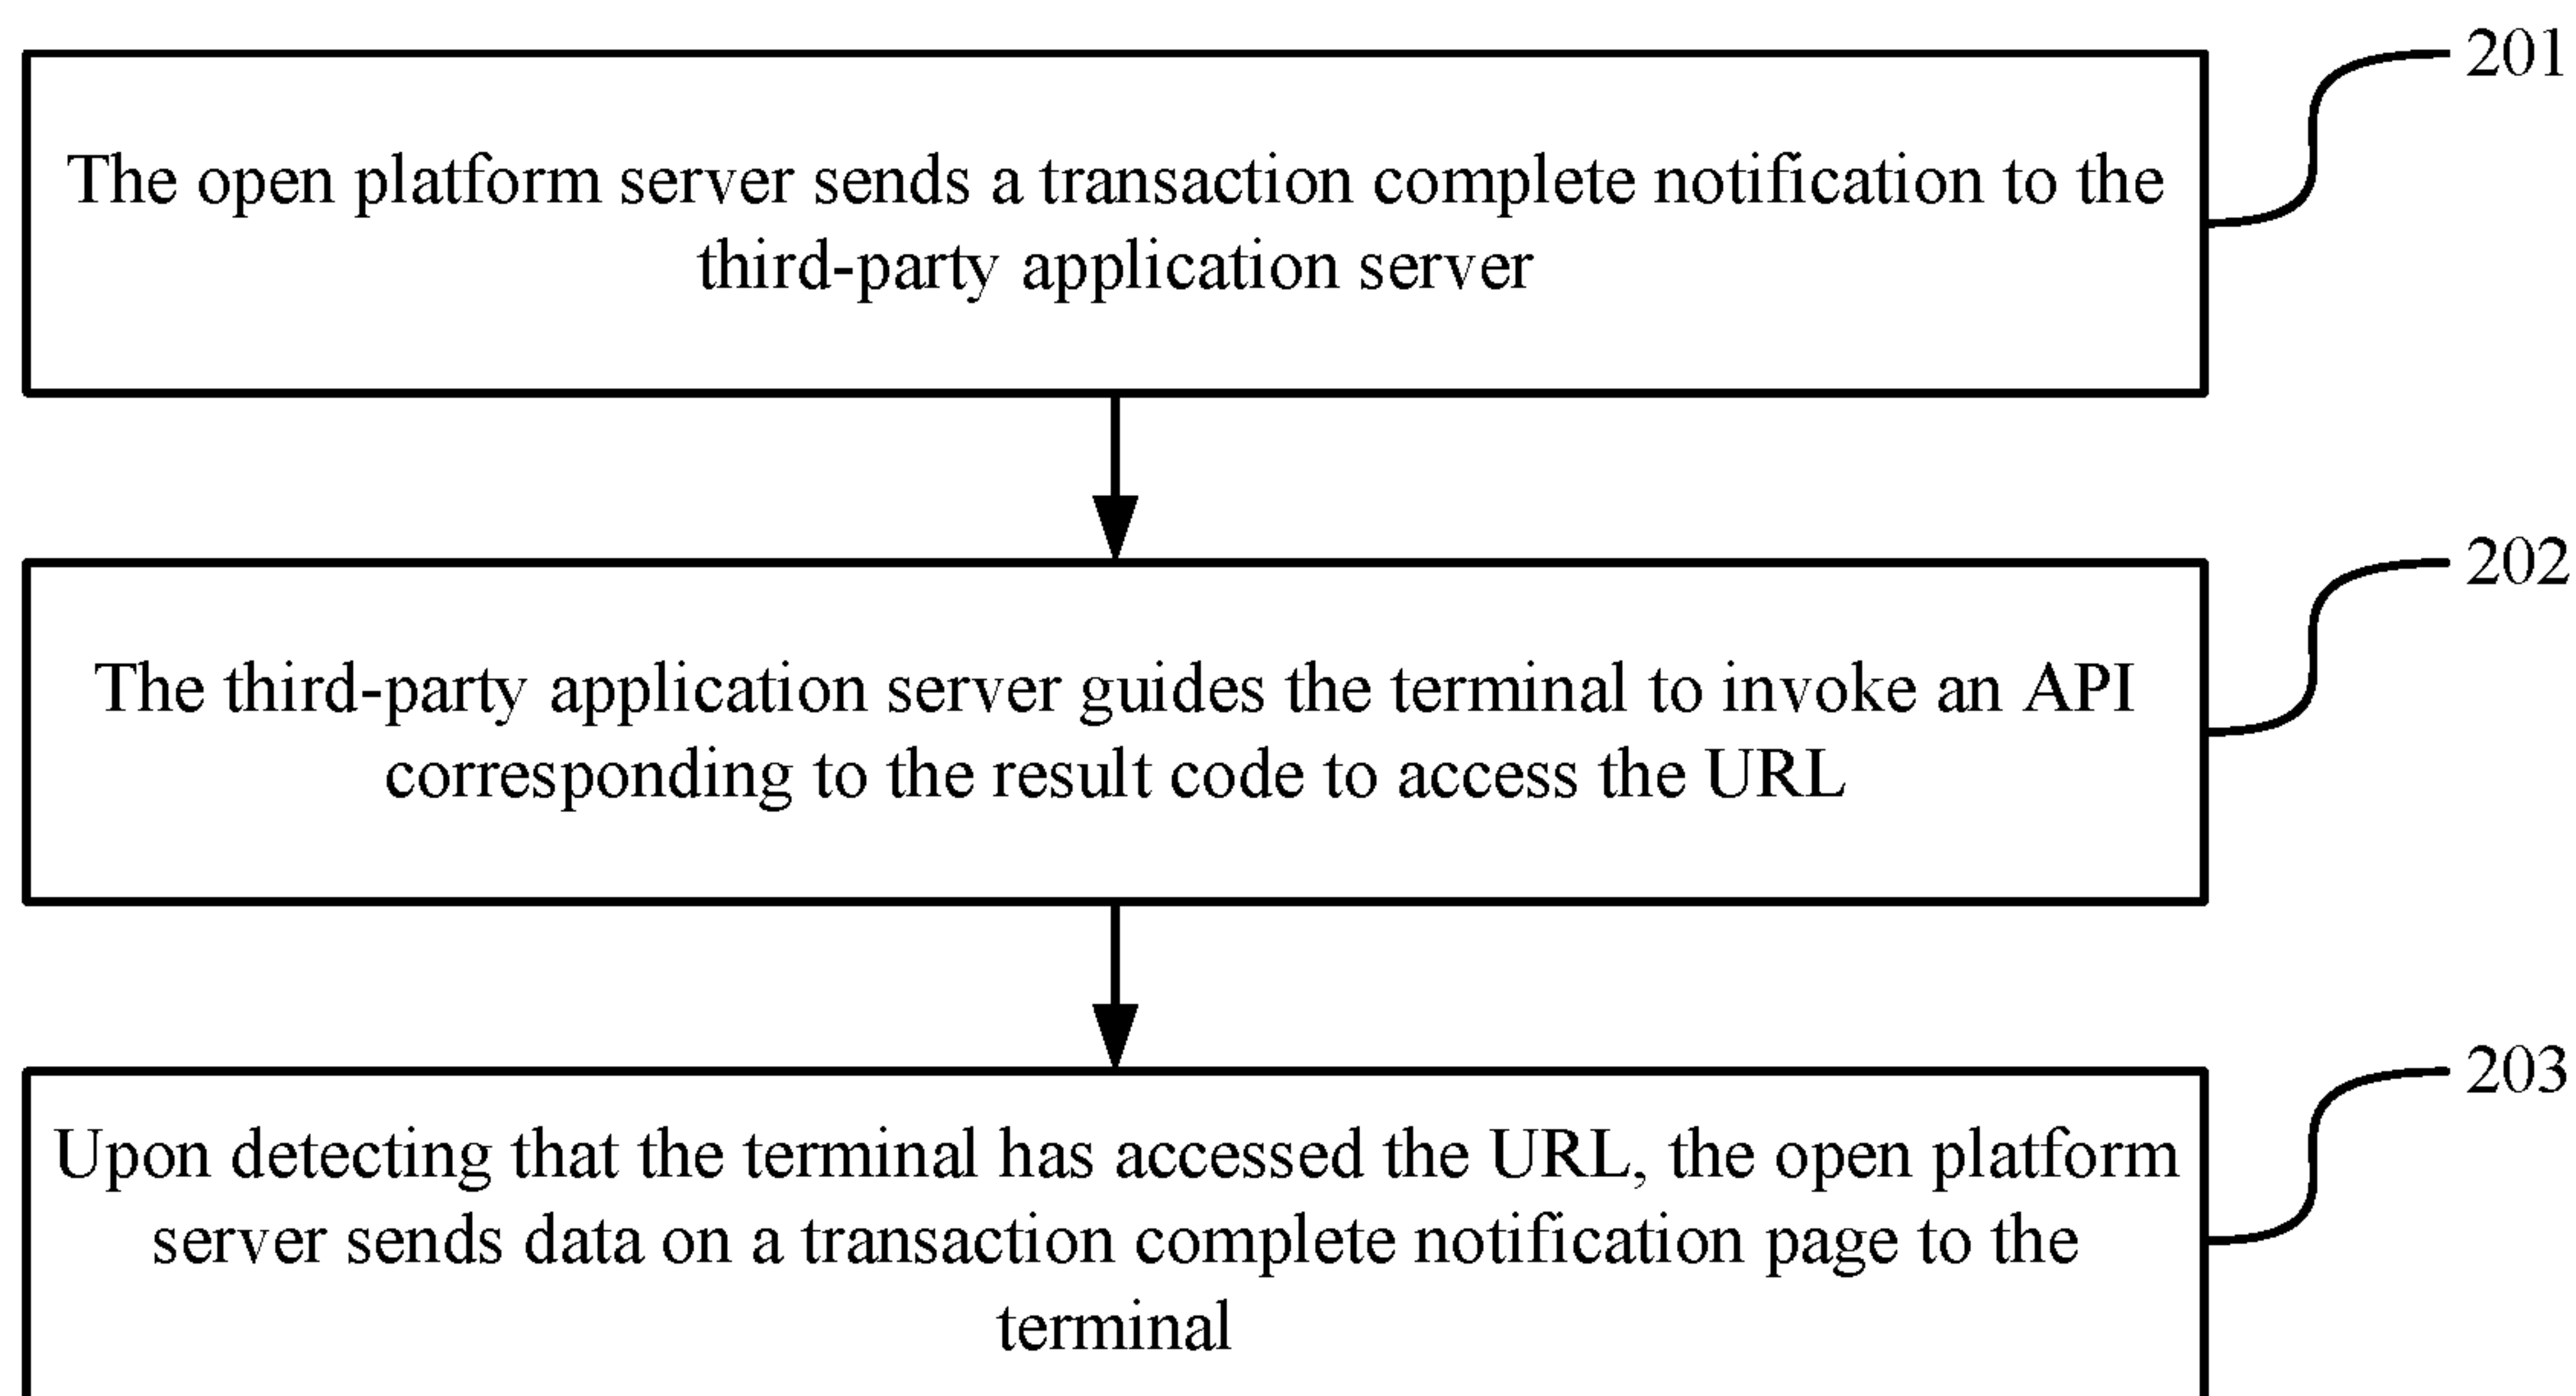 201
The open platform server sends a transaction complete notification to the
third-party application server
202
The third-party application server guides the terminal to invoke an API
corresponding to the result code to access the URL
203
Upon detecting that the terminal has accessed the URL, the open platform
server sends data on a transaction complete notification page to the
terminal